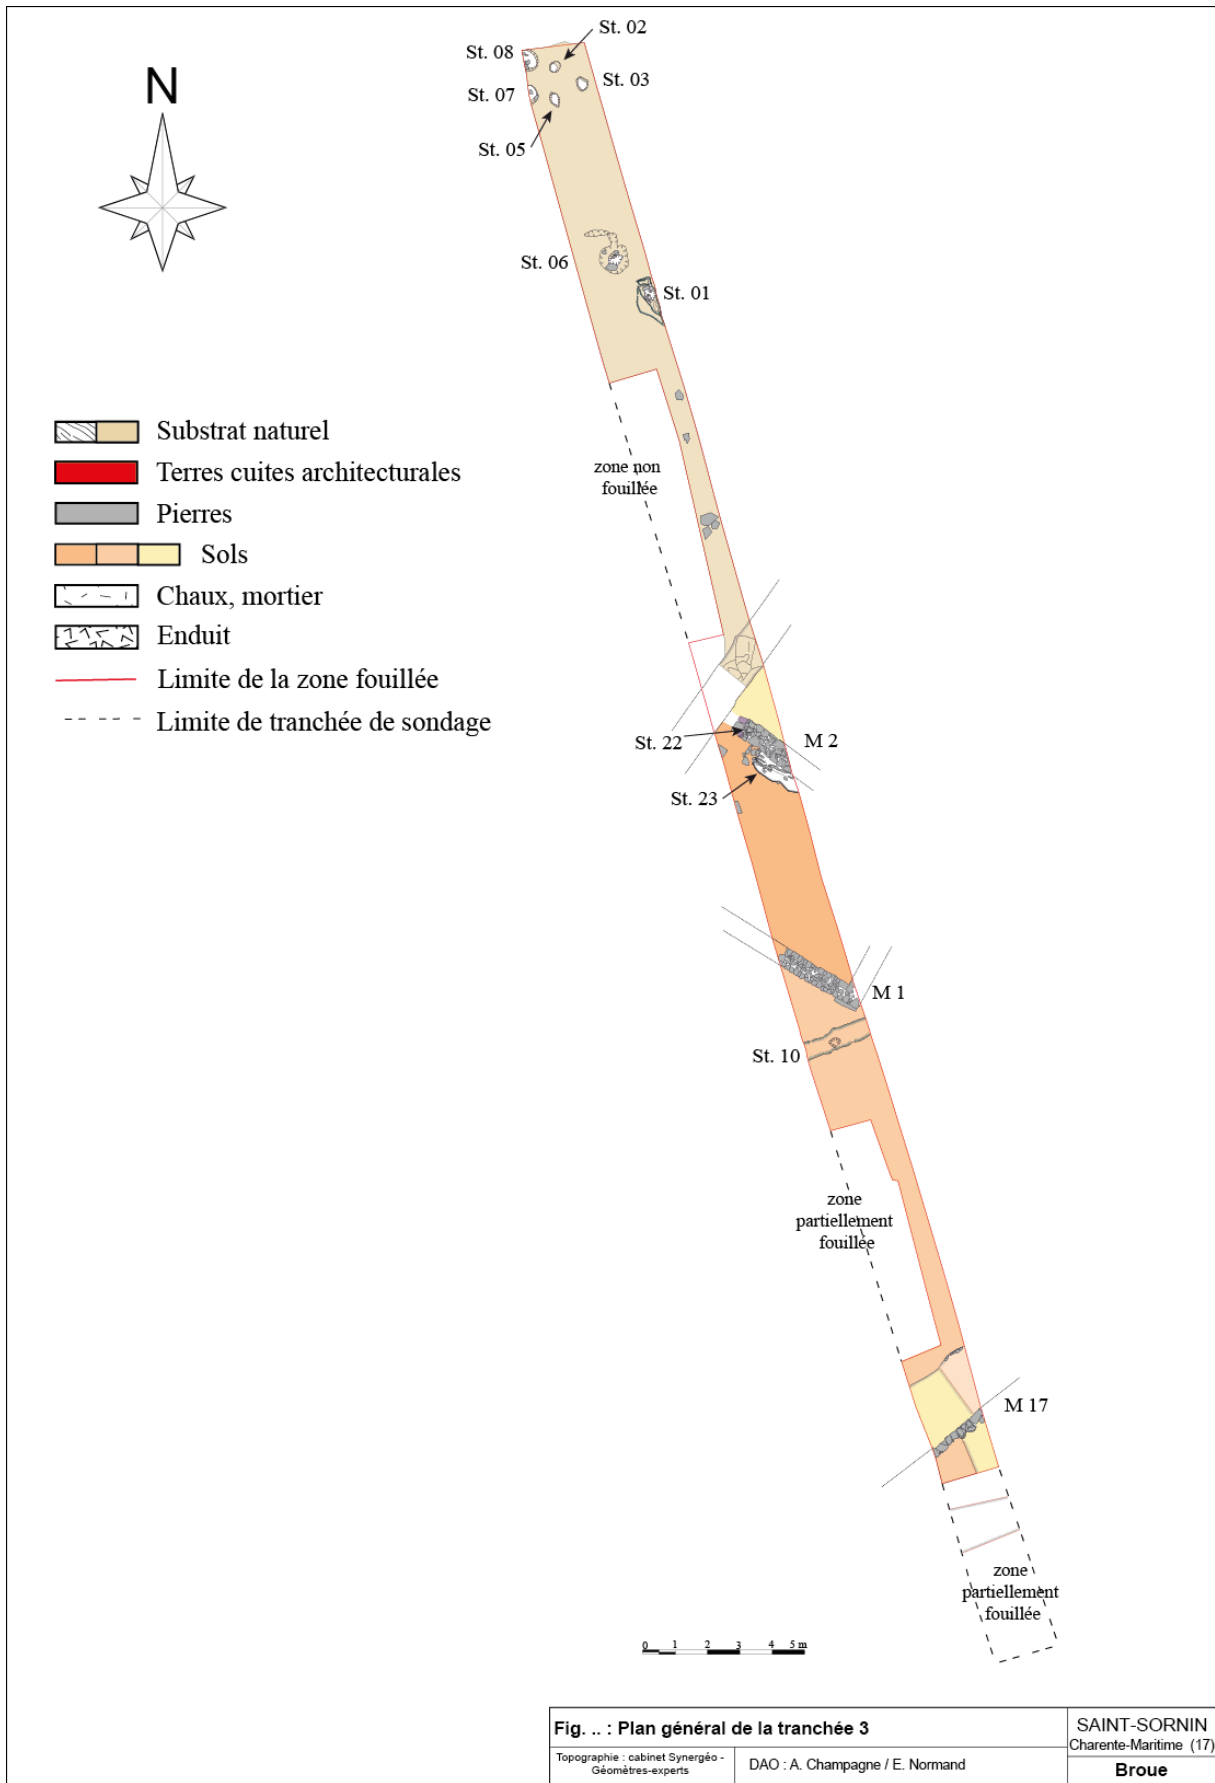 N
St. 02
St. 08
St. 03
St. 07
St. 05
St. 06
St. 01
Substrat naturel
Terres cuites architecturales
Pierres
Sols
Chaux, mortier
Enduit
Limite de la zone fouillée
Limite de tranchée de sondage
zone non
fouillée
St. 22
M 2
St. 23
M 1
St. 10
zone
partiellement
fouillée
M 17
zone
partiellement
fouillée
0 1 2 3 4 5 m
Fig. .. : Plan général de la tranchée 3
Topographie : cabinet Synergéo -
Géomètres-experts
DAO : A. Champagne / E. Normand
SAINT-SORNIN
Charente-Maritime (17)
Broue